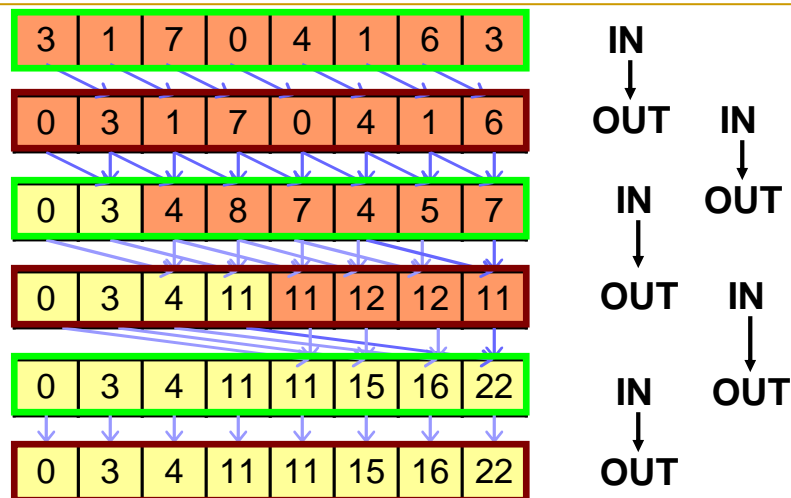 3 1 7 0 4 1 6 3 IN
0 3 1 7 0 4 1 6 OUT IN
0 3 4 8 7 4 5 7 IN OUT
0 3 4 11 11 12 12 11 OUT IN
0 3 4 11 11 15 16 22 IN OUT
0 3 4 11 11 15 16 22 OUT